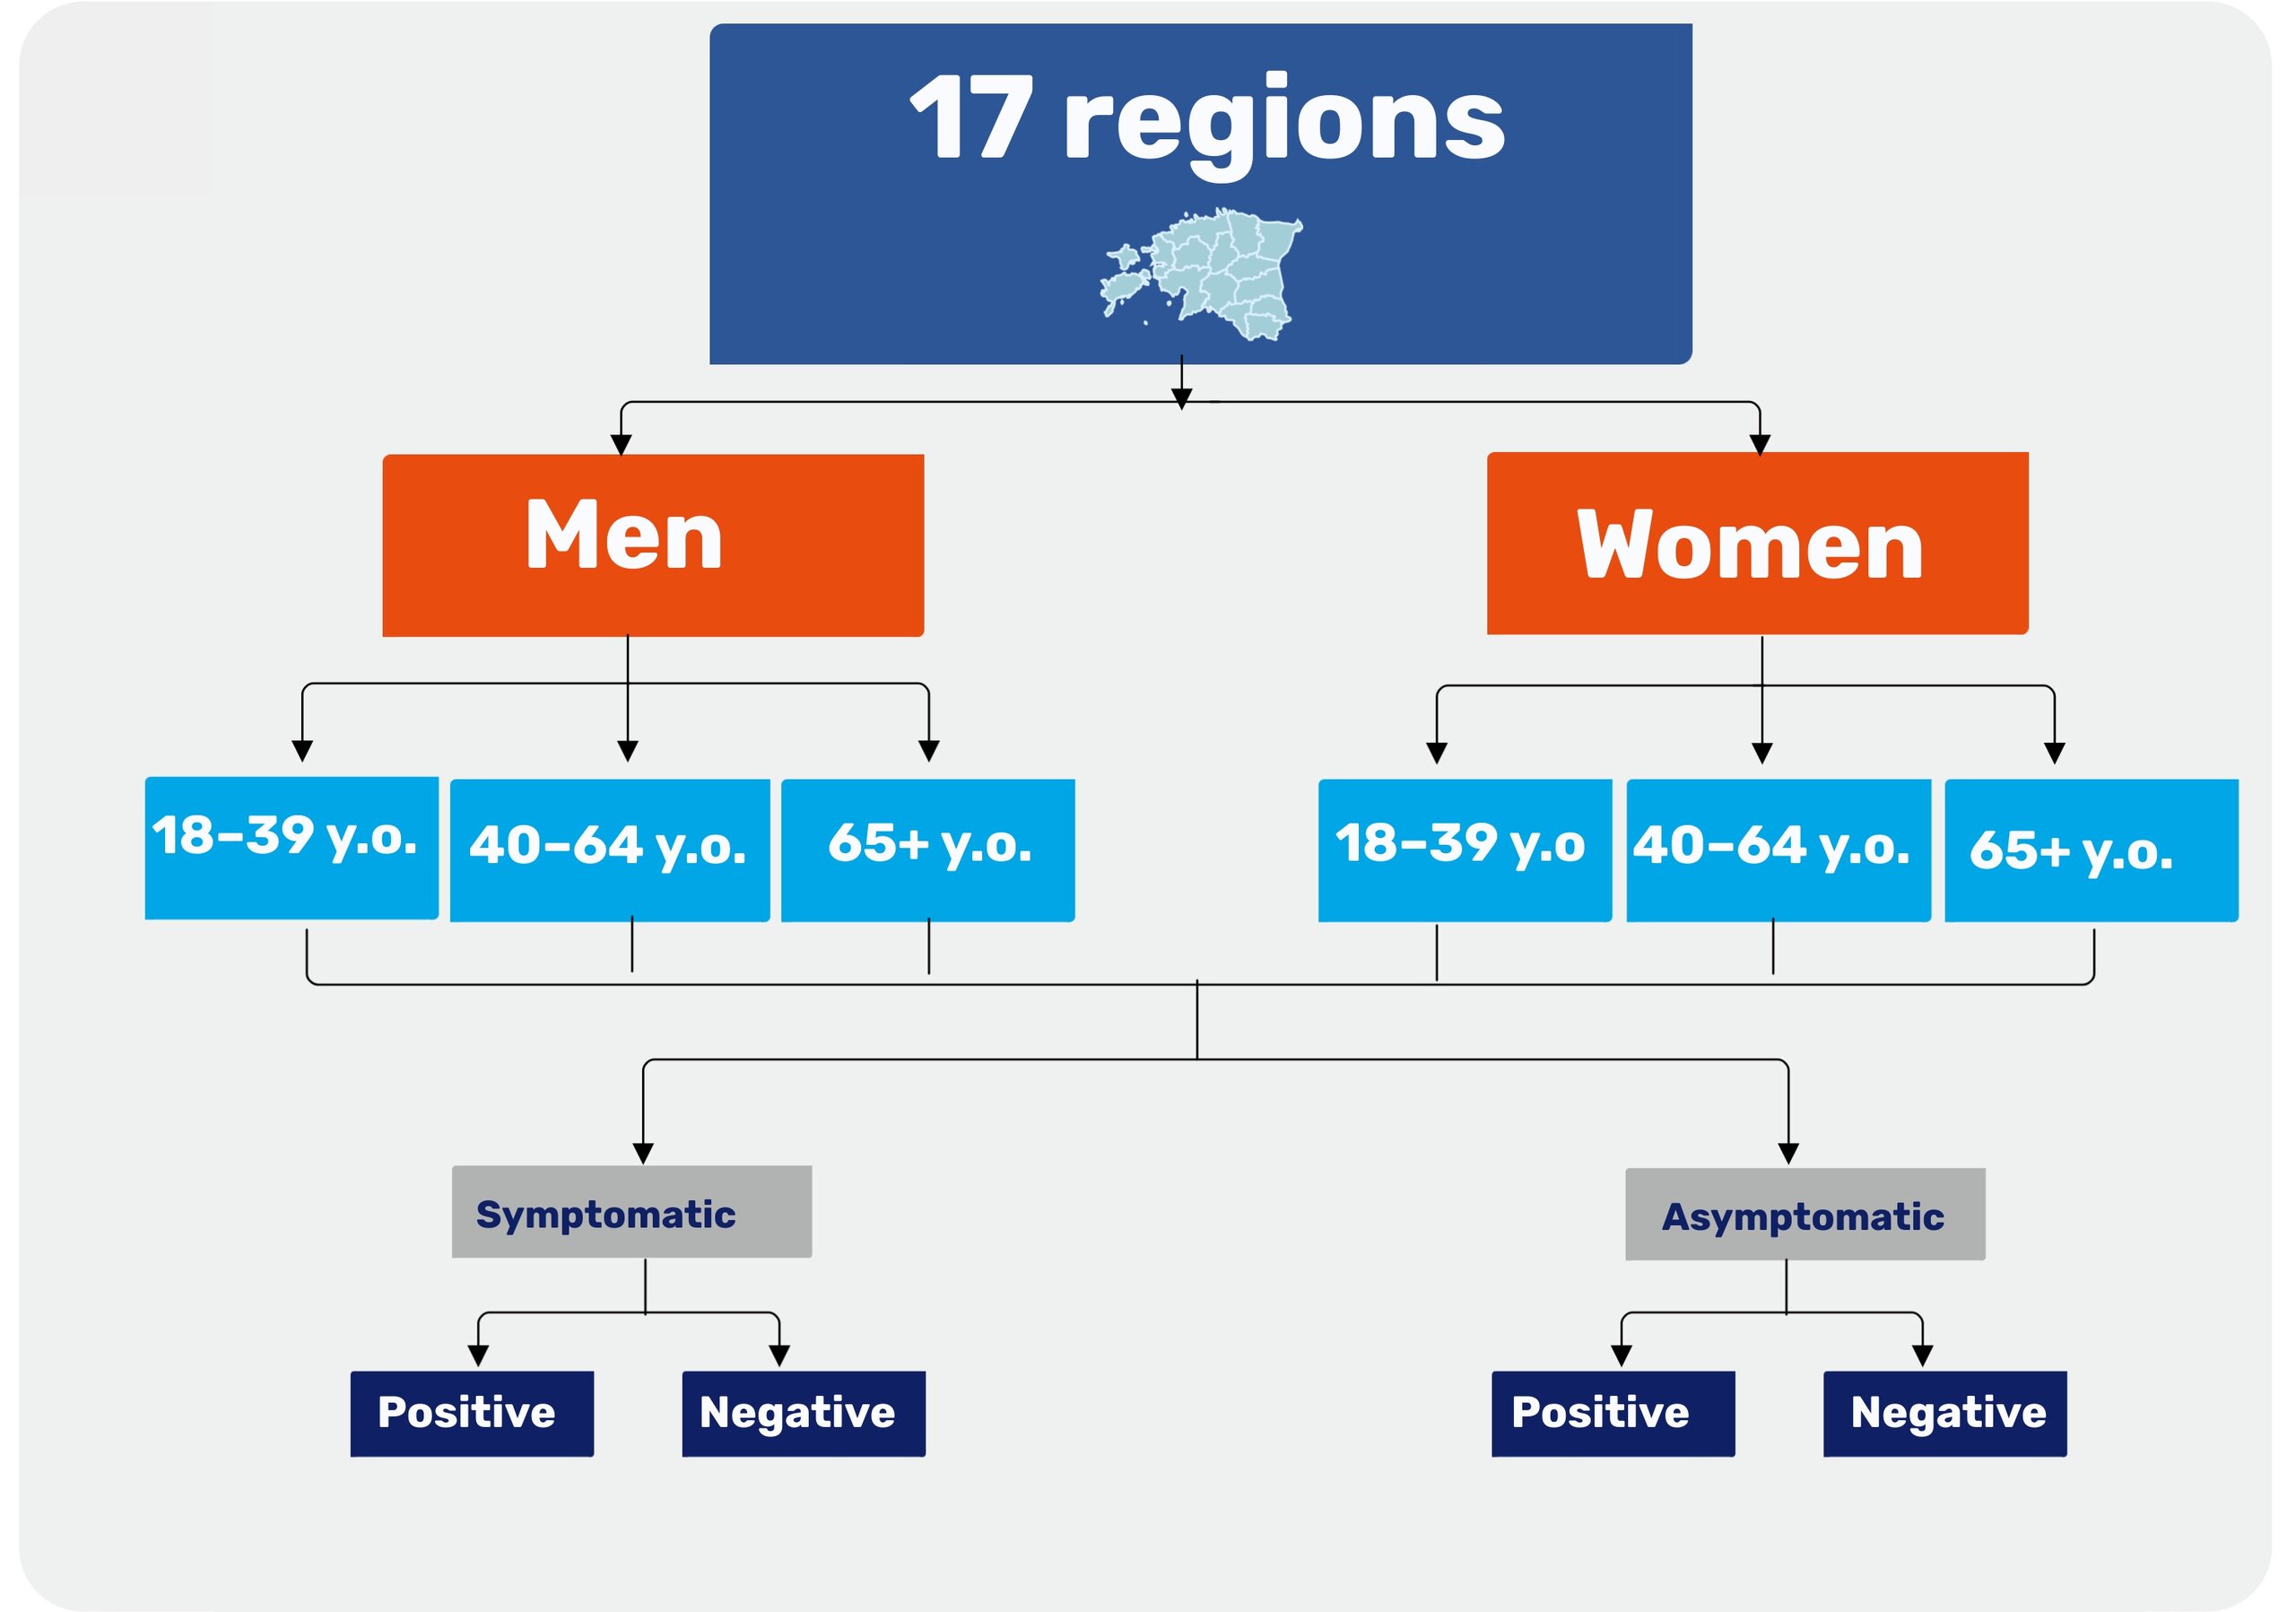 17 regions
Men
Women
18-39 y.o.
40-64 y.o.
65+ y.o.
18-39 y.o
40-64 y.o.
65+ y.o.
Symptomatic
Asymptomatic
Positive
Negative
Positive
Negative